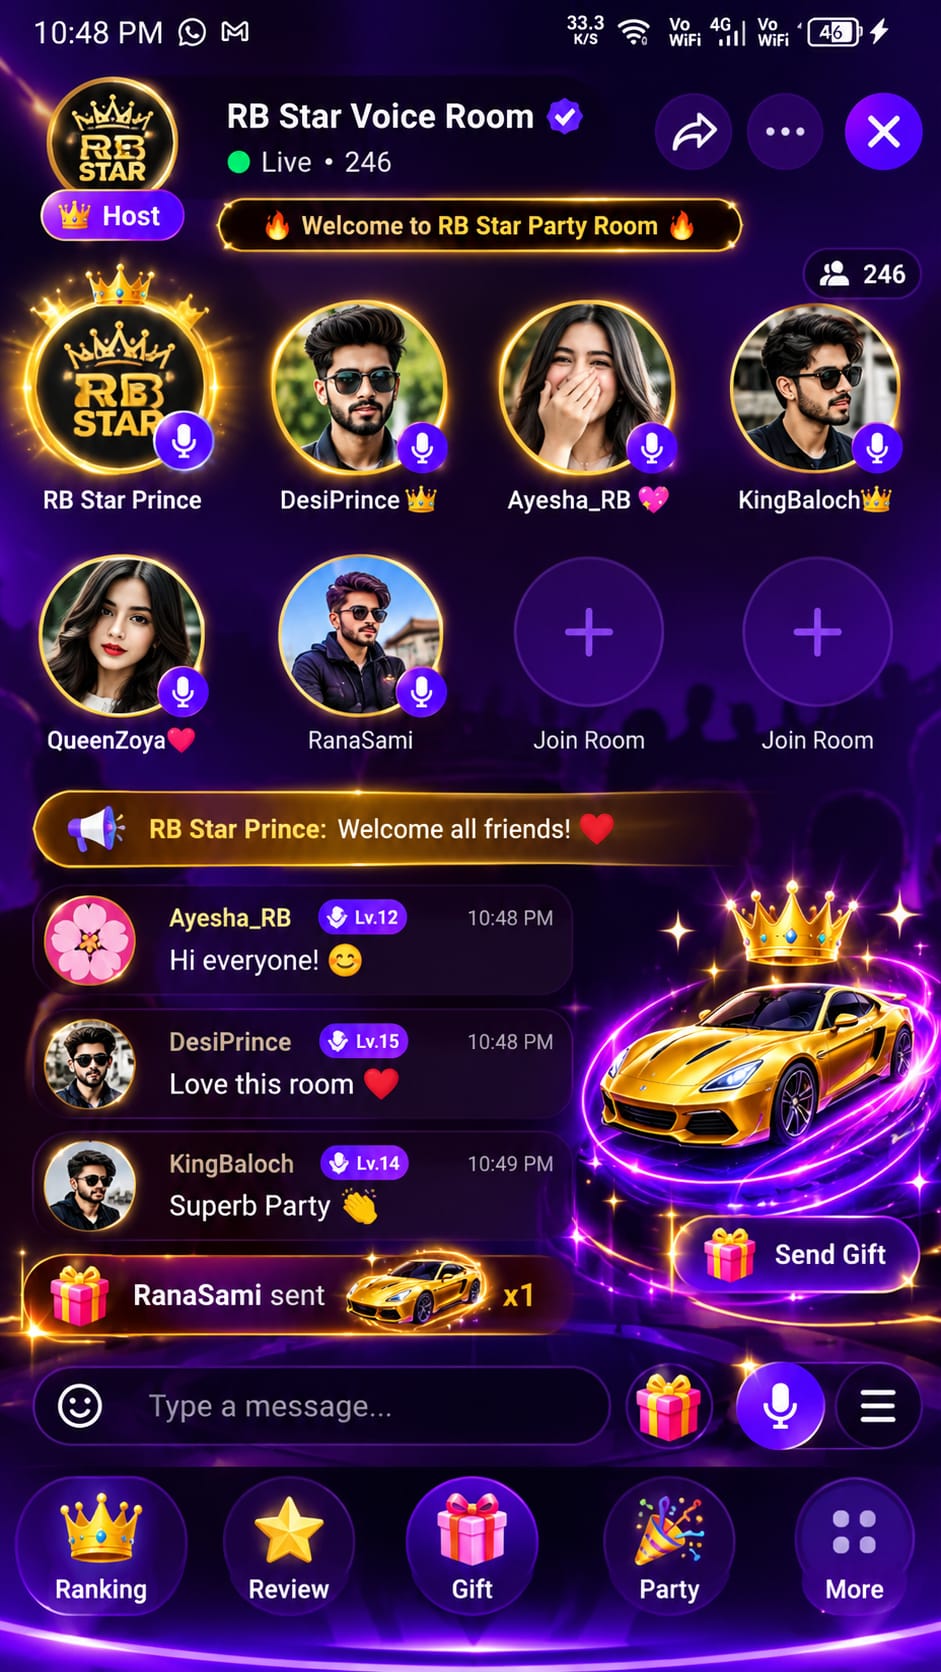 10:48 PM
33.3 K/S
Vo WiFi
4G
Vo WiFi
46
RB STAR
RB Star Voice Room
Live • 246
Host
🔥 Welcome to RB Star Party Room 🔥
246
RB STAR
RB Star Prince
DesiPrince 👑
Ayesha_RB 💖
KingBaloch👑
QueenZoya❤️
RanaSami
Join Room
Join Room
RB Star Prince: Welcome all friends! ❤️
Ayesha_RB Lv.12 10:48 PM
Hi everyone! 😊
DesiPrince Lv.15 10:48 PM
Love this room ❤️
KingBaloch Lv.14 10:49 PM
Superb Party 👏
Send Gift
RanaSami sent x1
Type a message...
Ranking
Review
Gift
Party
More